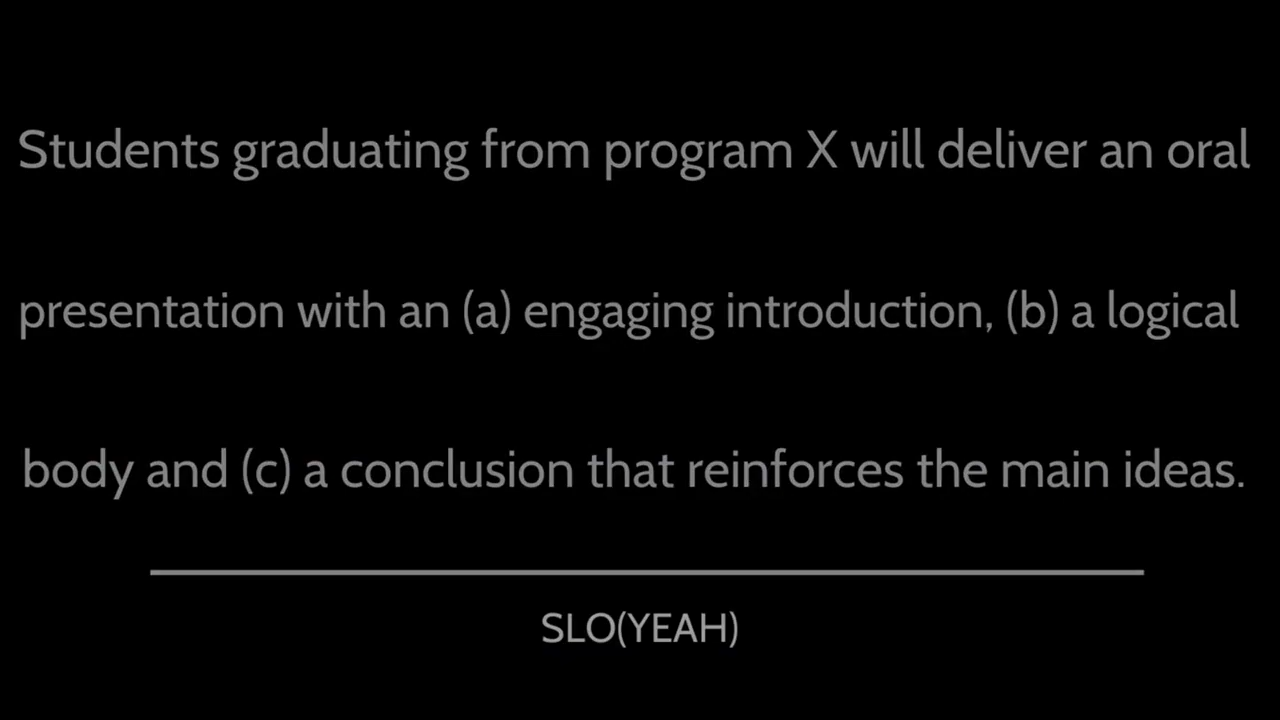 Students graduating from program X will deliver an oral
presentation with an (a) engaging introduction, (b) a logical
body and (c) a conclusion that reinforces the main ideas.
SLO(YEAH)